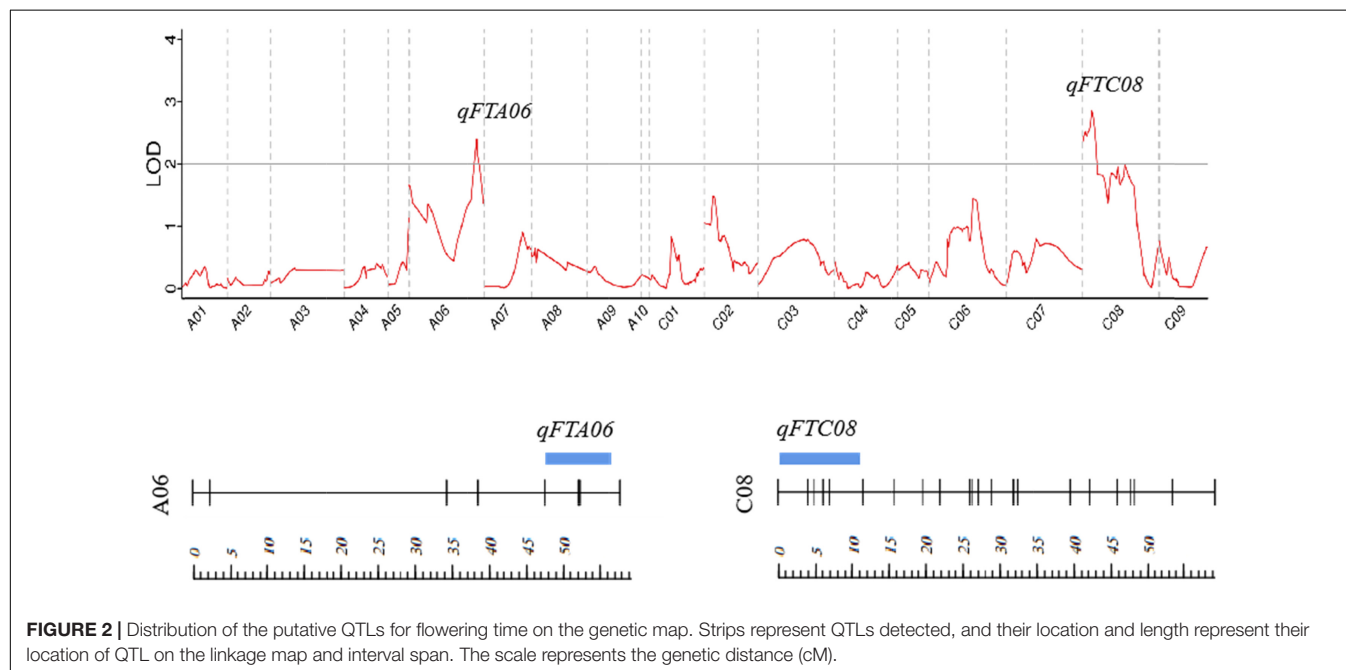 4
3
2
1
0
LOD
qFTA06
qFTC08
A01 A02 A03 A04 A05 A06 A07 A08 A09 A10 C01 C02 C03 C04 C05 C06 C07 C08 C09
qFTA06
A06
0 5 10 15 20 25 30 35 40 45 50
qFTC08
C08
0 5 10 15 20 25 30 35 40 45 50
FIGURE 2 | Distribution of the putative QTLs for flowering time on the genetic map. Strips represent QTLs detected, and their location and length represent their
location of QTL on the linkage map and interval span. The scale represents the genetic distance (cM).